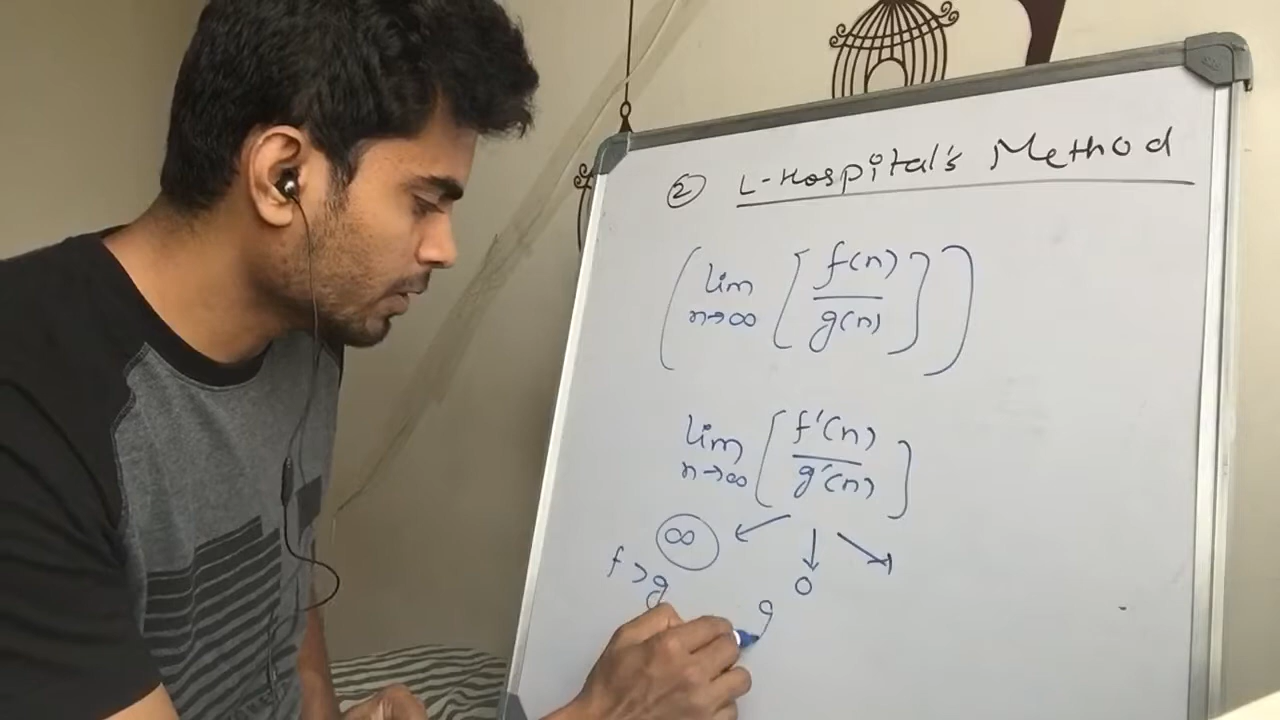 ② L-Hospital's Method
( lim n→∞ [ f(n) / g(n) ] )
lim n→∞ [ f'(n) / g'(n) ]
∞ ↙ ↓ ↘
f > g 0
g